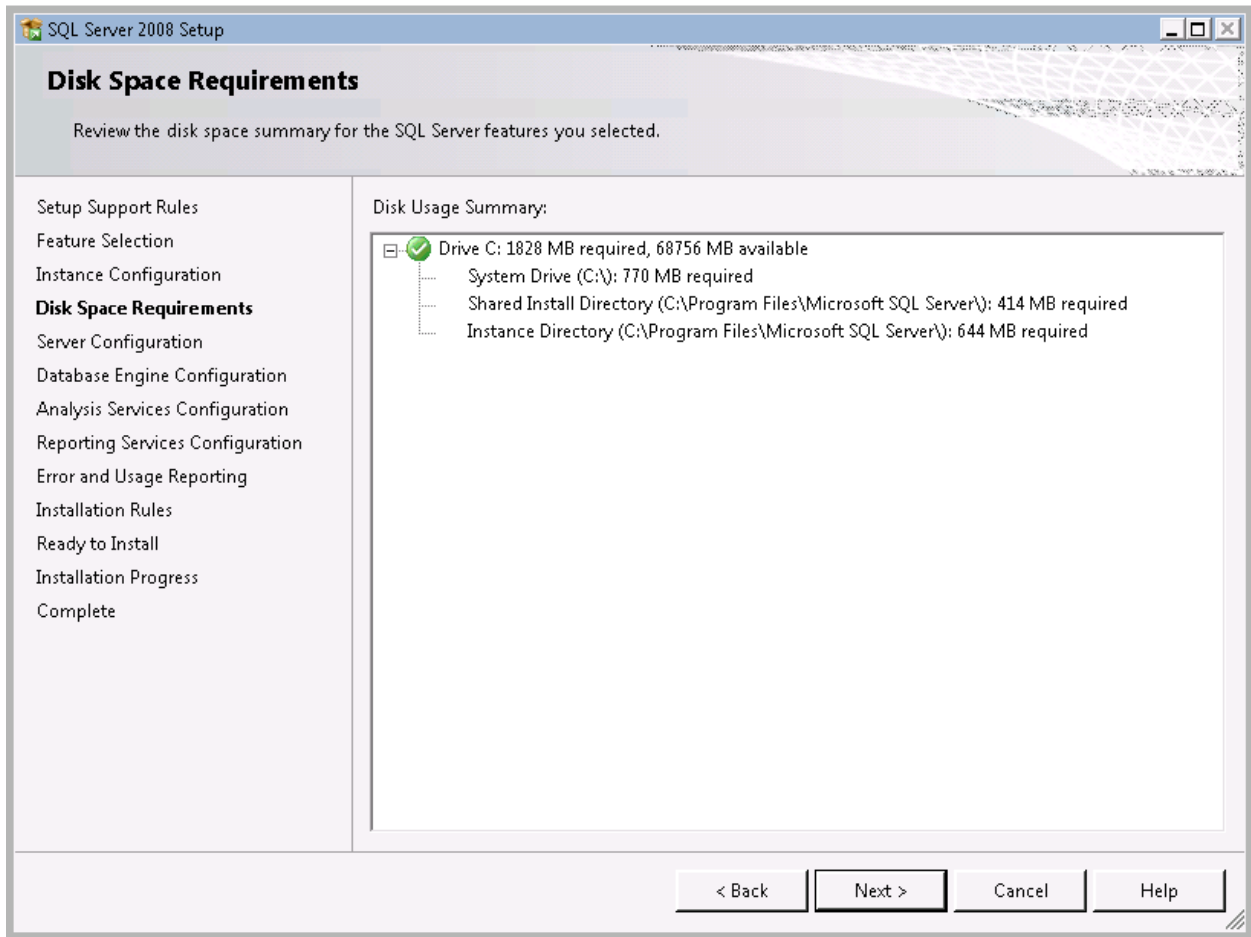 SQL Server 2008 Setup
Disk Space Requirements
Review the disk space summary for the SQL Server features you selected.
Setup Support Rules
Feature Selection
Instance Configuration
Disk Space Requirements
Server Configuration
Database Engine Configuration
Analysis Services Configuration
Reporting Services Configuration
Error and Usage Reporting
Installation Rules
Ready to Install
Installation Progress
Complete
Disk Usage Summary:
Drive C: 1828 MB required, 68756 MB available
System Drive (C:\): 770 MB required
Shared Install Directory (C:\Program Files\Microsoft SQL Server\): 414 MB required
Instance Directory (C:\Program Files\Microsoft SQL Server\): 644 MB required
< Back
Next >
Cancel
Help